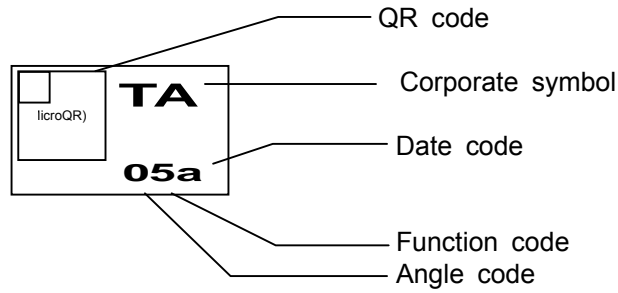 QR code
TA
Corporate symbol
licroQR)
Date code
05a
Function code
Angle code